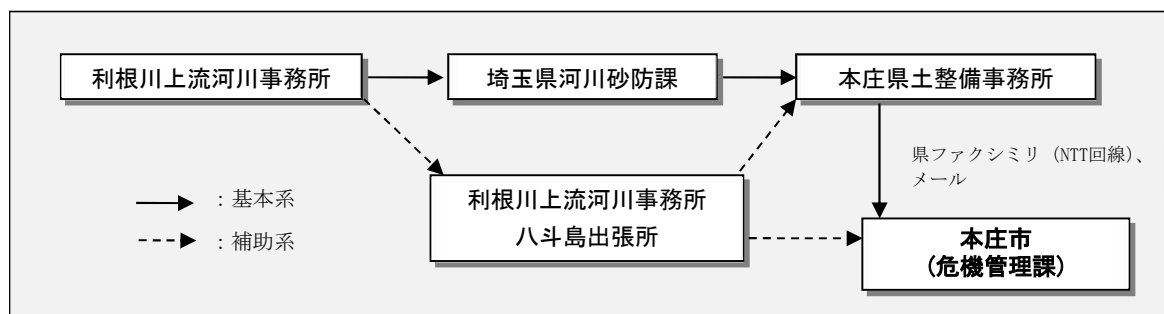 利根川上流河川事務所
埼玉県河川砂防課
本庄県土整備事務所
県ファクシミリ (NTT回線)、
メール
利根川上流河川事務所
八斗島出張所
：基本系
：補助系
本庄市
(危機管理課)